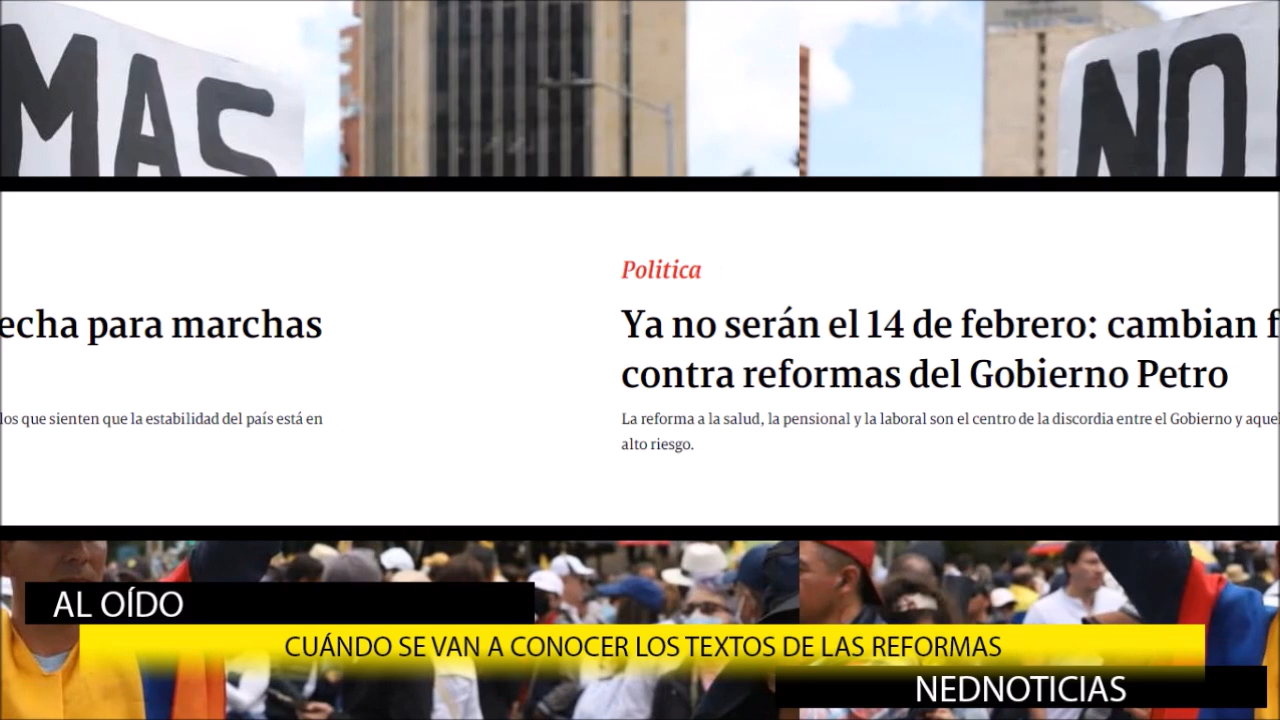 MAS
NO
Politica
echa para marchas
Ya no serán el 14 de febrero: cambian f
contra reformas del Gobierno Petro
los que sienten que la estabilidad del país está en
La reforma a la salud, la pensional y la laboral son el centro de la discordia entre el Gobierno y aque
alto riesgo.
AL OÍDO
CUÁNDO SE VAN A CONOCER LOS TEXTOS DE LAS REFORMAS
NEDNOTICIAS